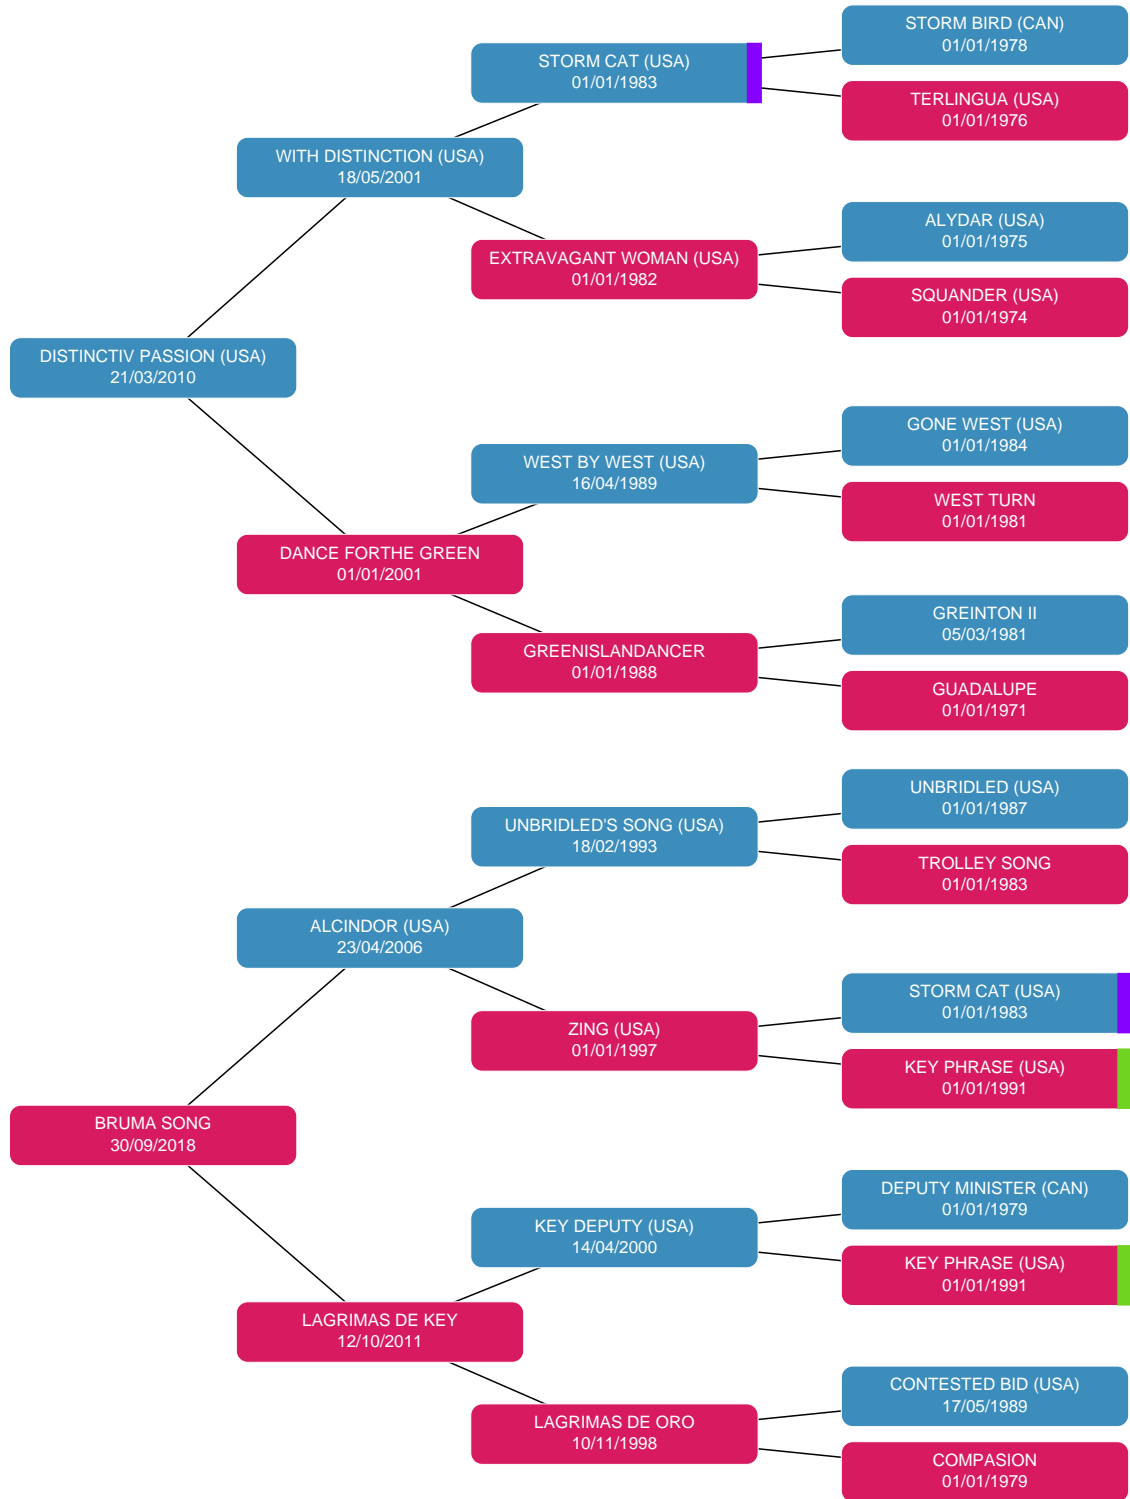 STORM BIRD (CAN)
01/01/1978
STORM CAT (USA)
01/01/1983
TERLINGUA (USA)
01/01/1976
WITH DISTINCTION (USA)
18/05/2001
ALYDAR (USA)
01/01/1975
EXTRAVAGANT WOMAN (USA)
01/01/1982
SQUANDER (USA)
01/01/1974
DISTINCTIV PASSION (USA)
21/03/2010
GONE WEST (USA)
01/01/1984
WEST BY WEST (USA)
16/04/1989
WEST TURN
01/01/1981
DANCE FORTHE GREEN
01/01/2001
GREINTON II
05/03/1981
GREENISLANDANCER
01/01/1988
GUADALUPE
01/01/1971
UNBRIDLED (USA)
01/01/1987
UNBRIDLED'S SONG (USA)
18/02/1993
TROLLEY SONG
01/01/1983
ALCINDOR (USA)
23/04/2006
STORM CAT (USA)
01/01/1983
ZING (USA)
01/01/1997
KEY PHRASE (USA)
01/01/1991
BRUMA SONG
30/09/2018
DEPUTY MINISTER (CAN)
01/01/1979
KEY DEPUTY (USA)
14/04/2000
KEY PHRASE (USA)
01/01/1991
LAGRIMAS DE KEY
12/10/2011
CONTESTED BID (USA)
17/05/1989
LAGRIMAS DE ORO
10/11/1998
COMPASION
01/01/1979